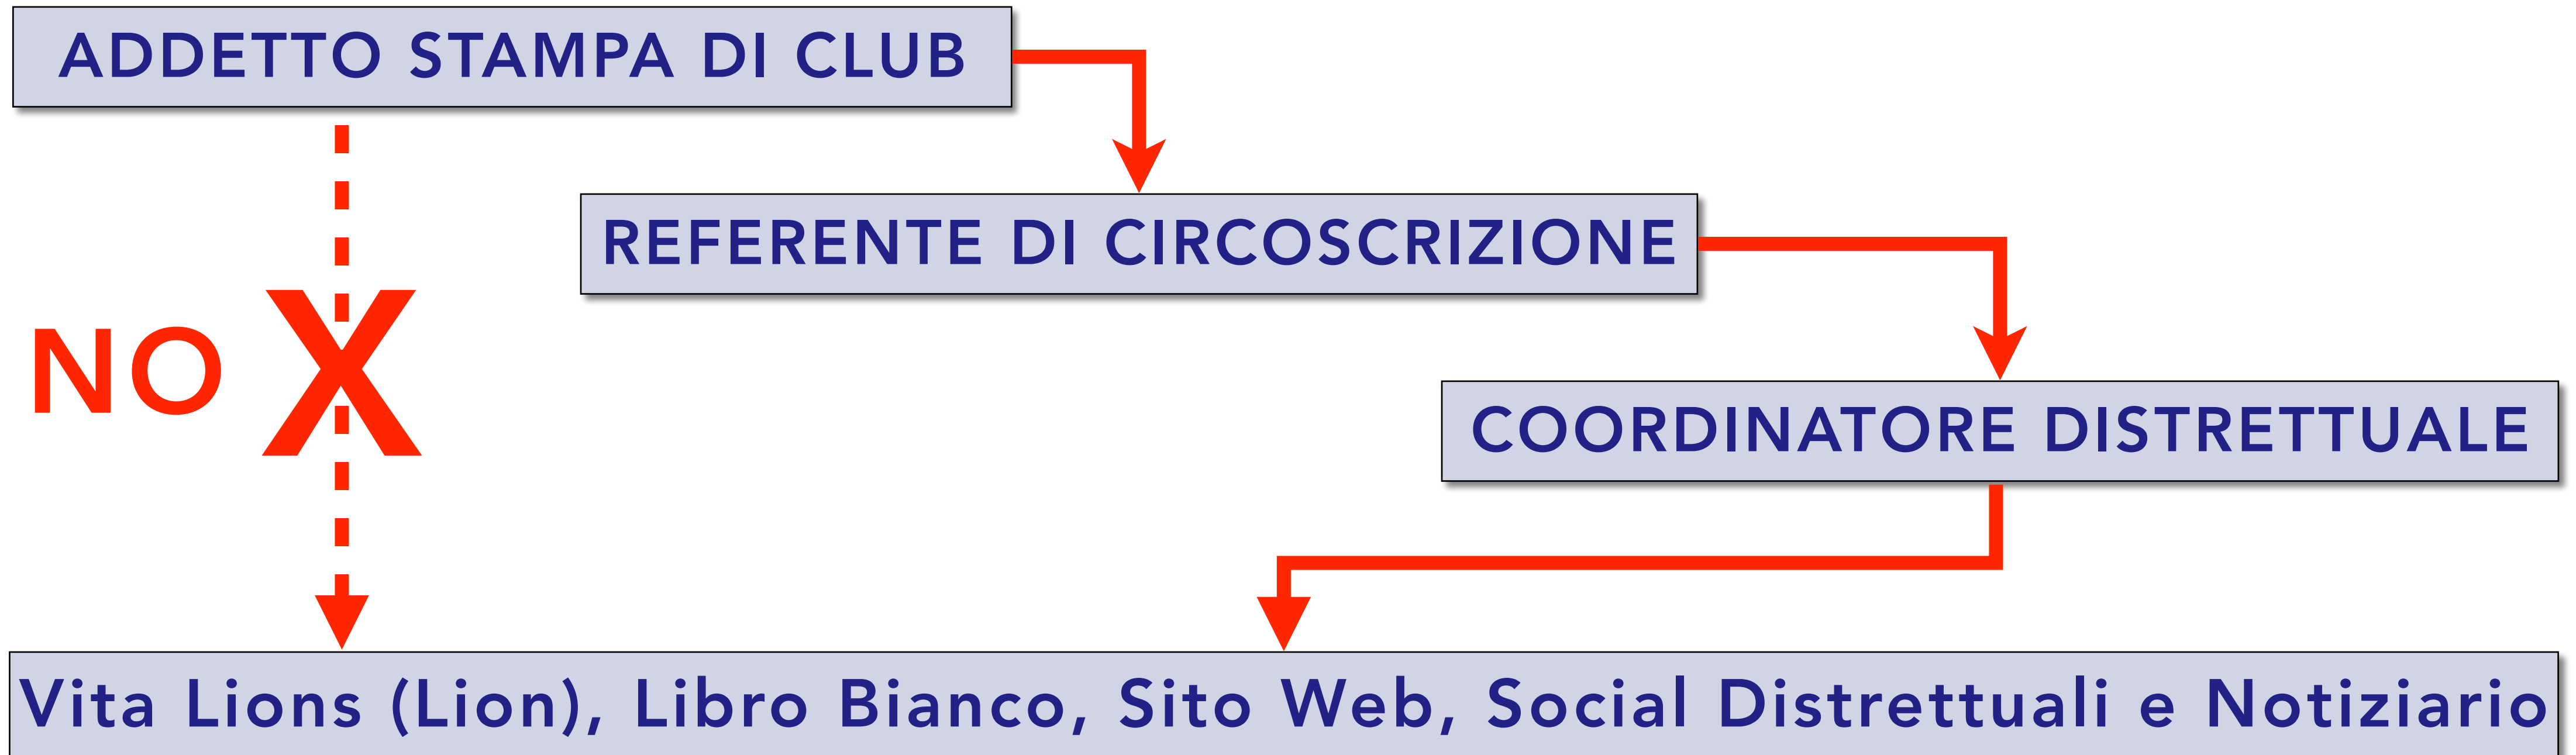 ADDETTO STAMPA DI CLUB
REFERENTE DI CIRCOSCRIZIONE
NO X
COORDINATORE DISTRETTUALE
Vita Lions (Lion), Libro Bianco, Sito Web, Social Distrettuali e Notiziario